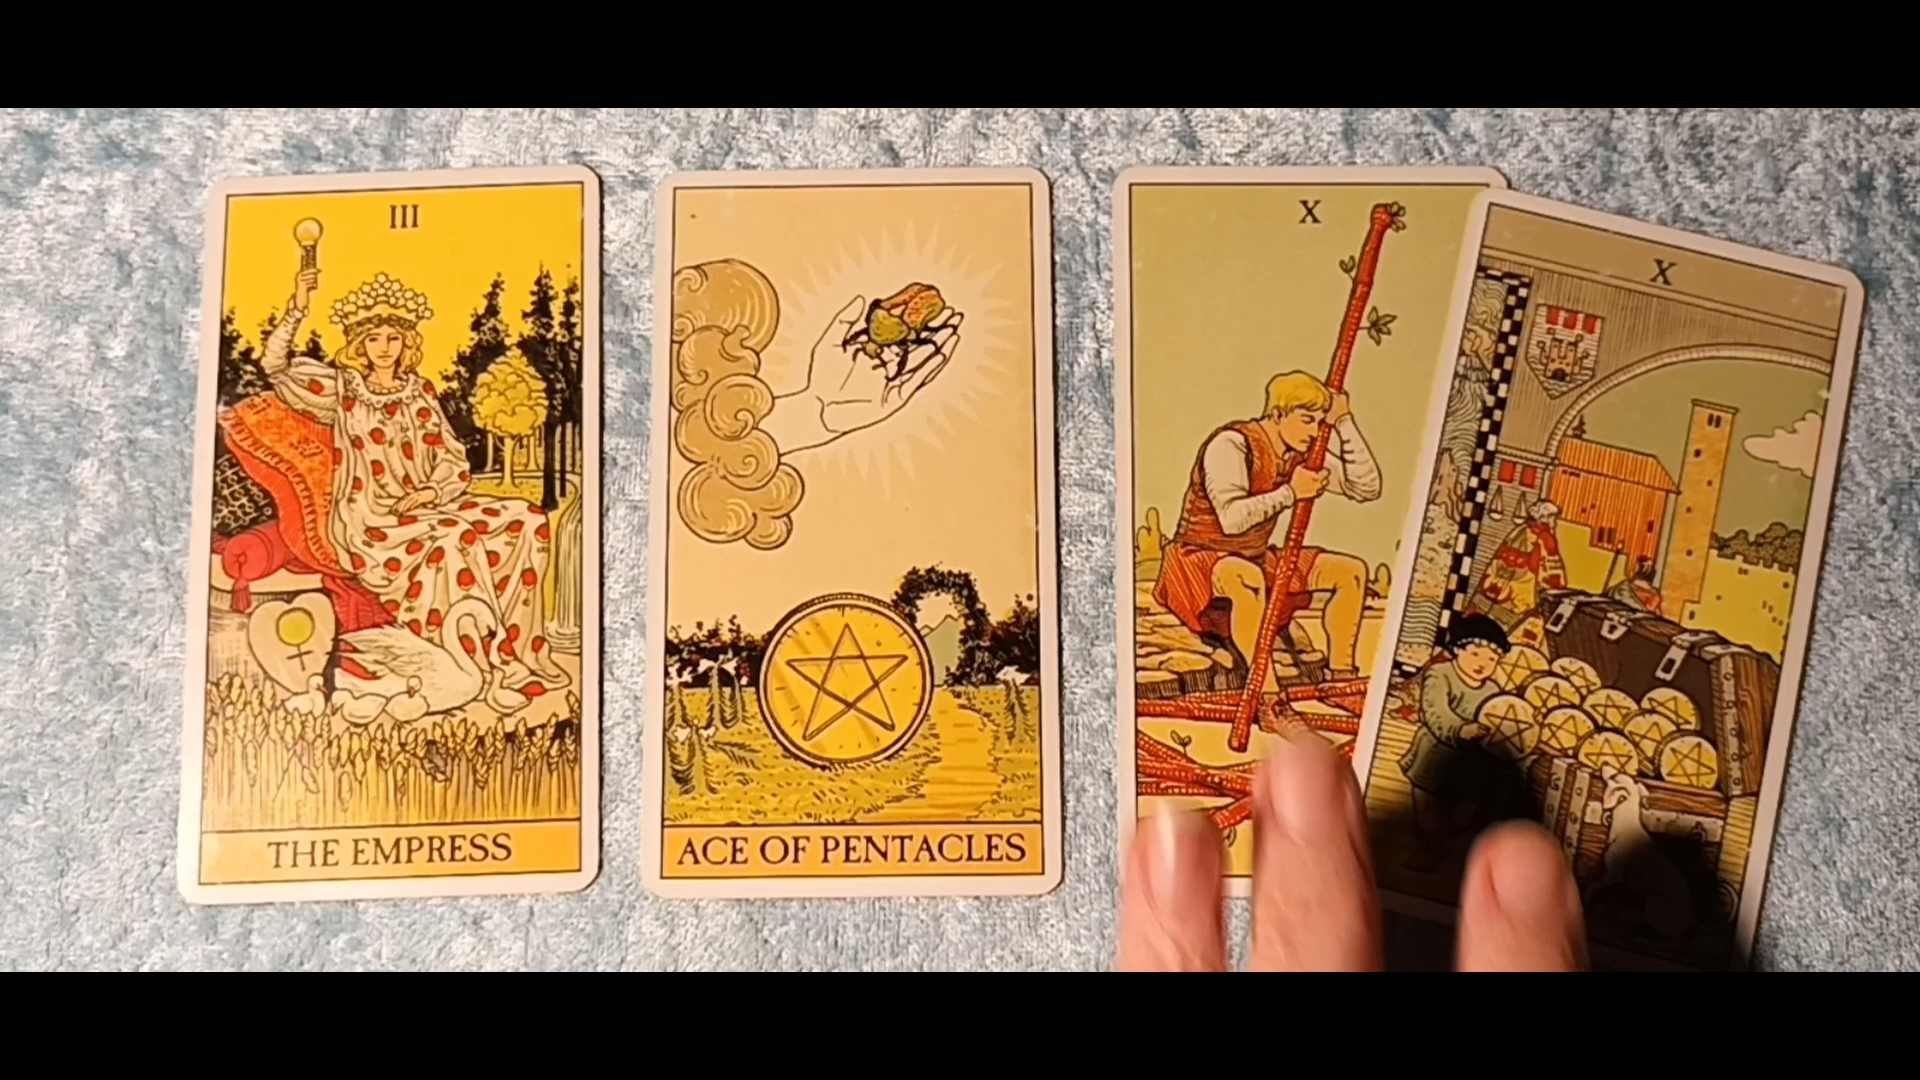 III
THE EMPRESS
ACE OF PENTACLES
X
X